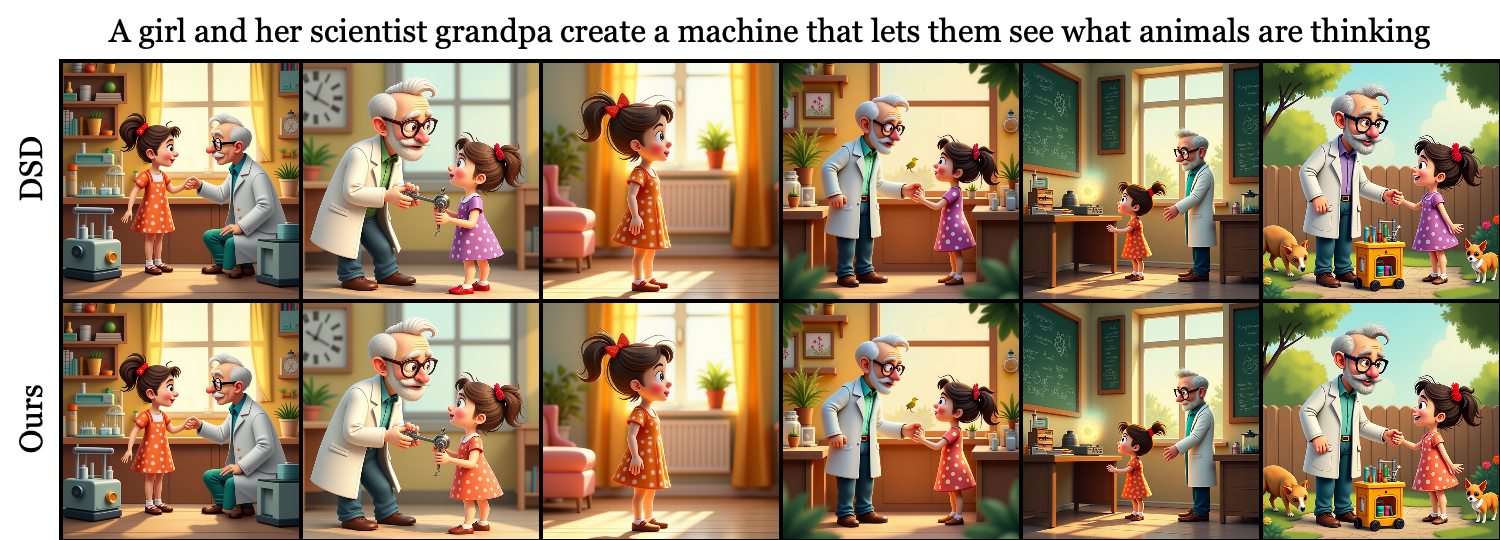 A girl and her scientist grandpa create a machine that lets them see what animals are thinking
DSD
Ours